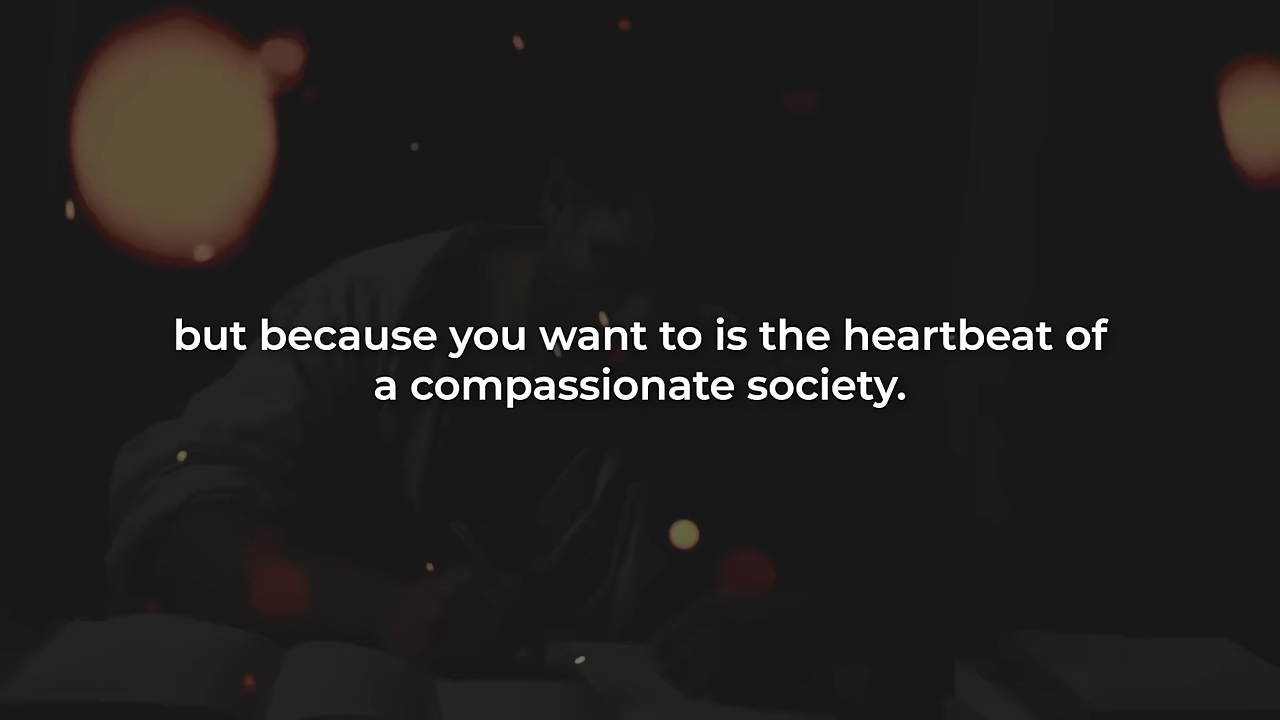 but because you want to is the heartbeat of
a compassionate society.